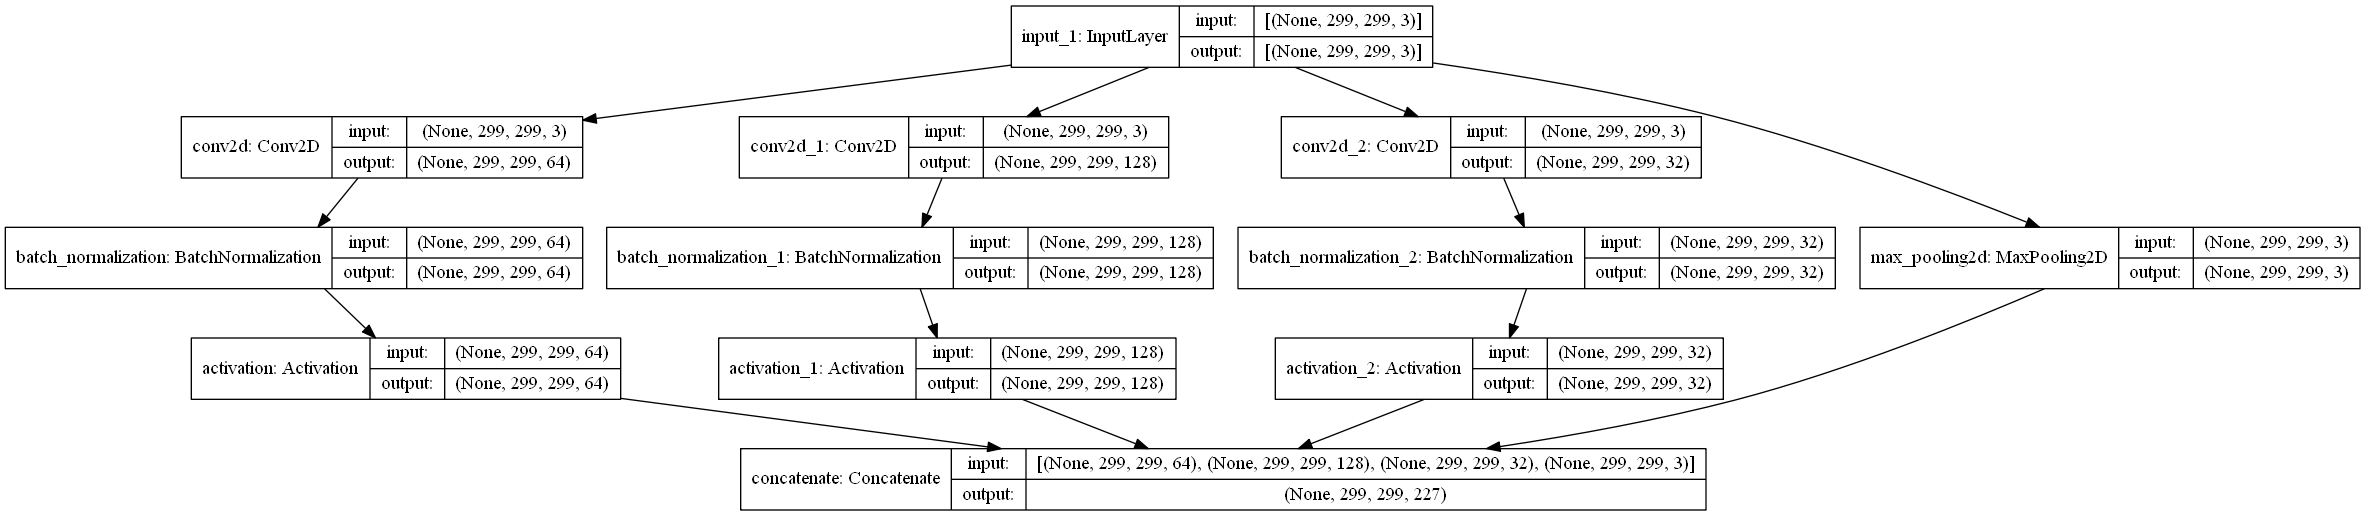 input_1: InputLayer
input: [(None, 299, 299, 3)]
output: [(None, 299, 299, 3)]
conv2d: Conv2D
input: (None, 299, 299, 3)
output: (None, 299, 299, 64)
conv2d_1: Conv2D
input: (None, 299, 299, 3)
output: (None, 299, 299, 128)
conv2d_2: Conv2D
input: (None, 299, 299, 3)
output: (None, 299, 299, 32)
batch_normalization: BatchNormalization
input: (None, 299, 299, 64)
output: (None, 299, 299, 64)
batch_normalization_1: BatchNormalization
input: (None, 299, 299, 128)
output: (None, 299, 299, 128)
batch_normalization_2: BatchNormalization
input: (None, 299, 299, 32)
output: (None, 299, 299, 32)
max_pooling2d: MaxPooling2D
input: (None, 299, 299, 3)
output: (None, 299, 299, 3)
activation: Activation
input: (None, 299, 299, 64)
output: (None, 299, 299, 64)
activation_1: Activation
input: (None, 299, 299, 128)
output: (None, 299, 299, 128)
activation_2: Activation
input: (None, 299, 299, 32)
output: (None, 299, 299, 32)
concatenate: Concatenate
input: [(None, 299, 299, 64), (None, 299, 299, 128), (None, 299, 299, 32), (None, 299, 299, 3)]
output: (None, 299, 299, 227)